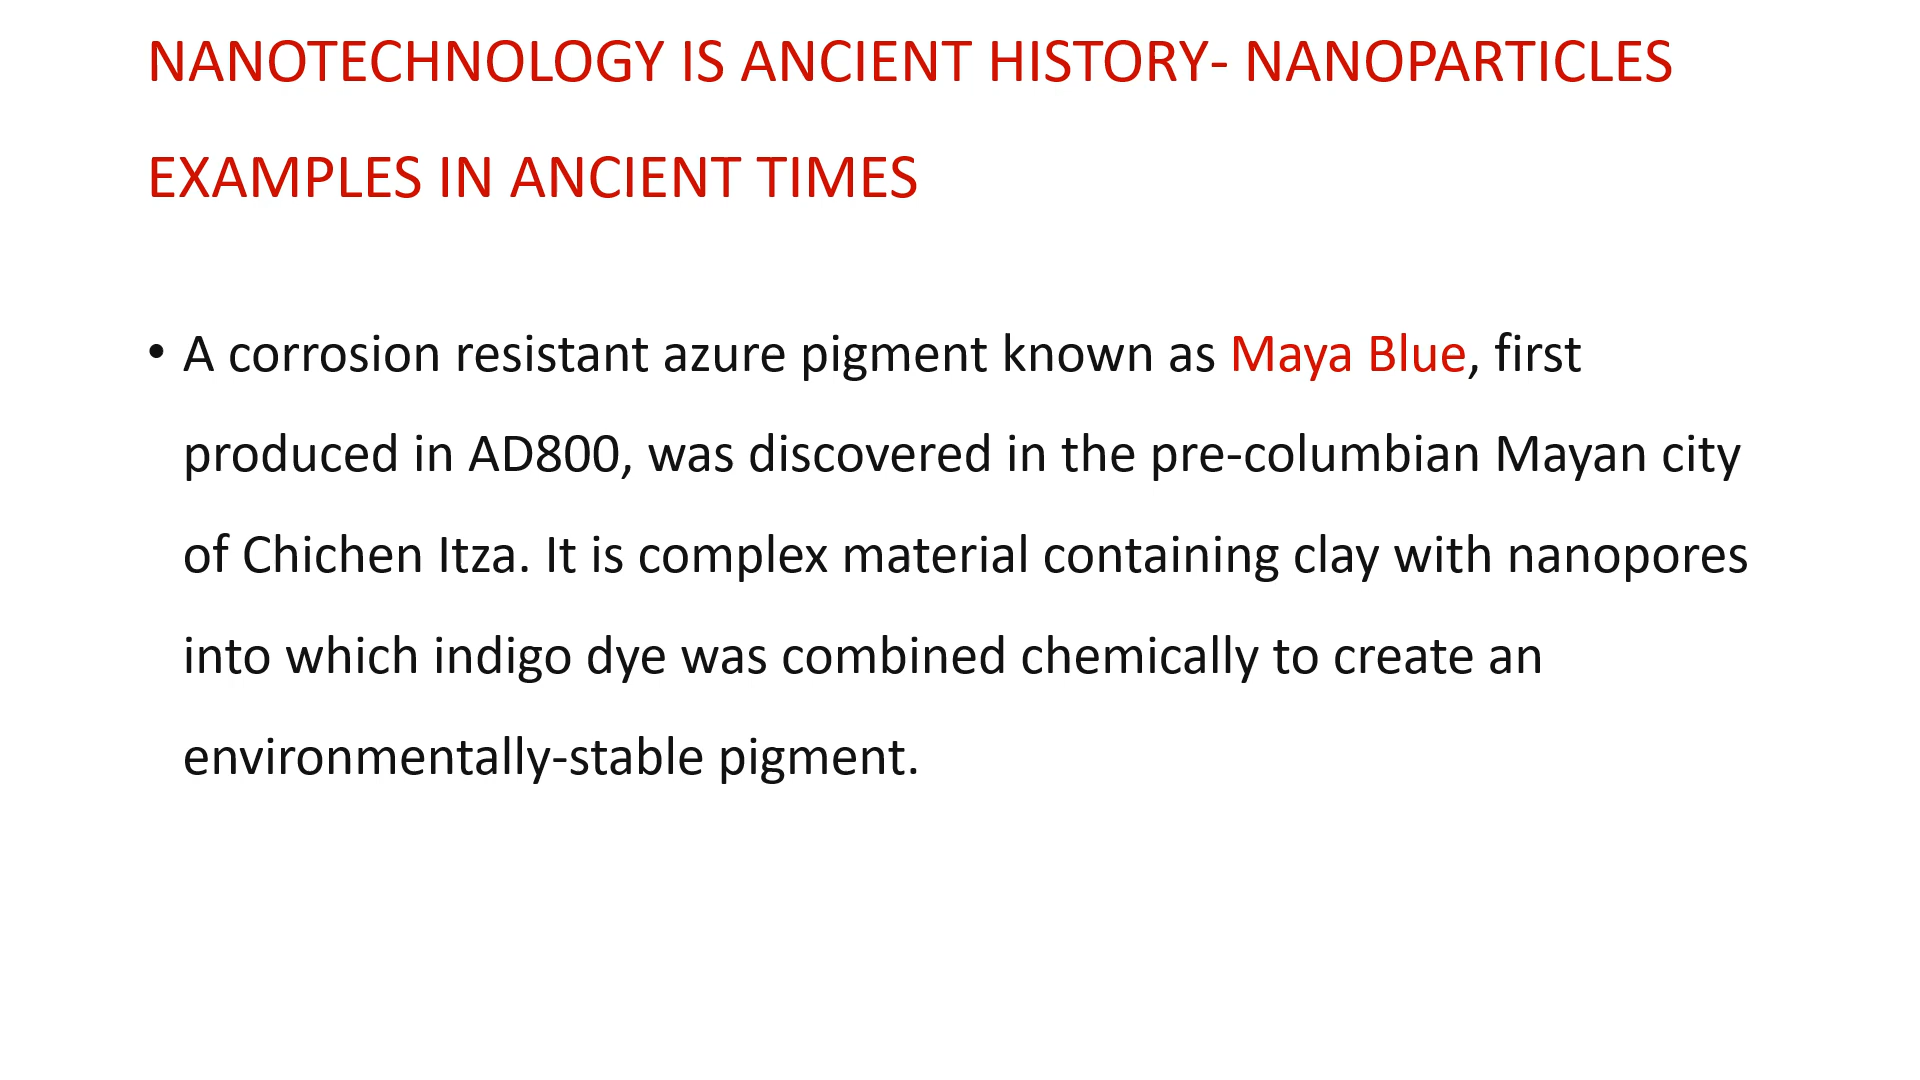 NANOTECHNOLOGY IS ANCIENT HISTORY- NANOPARTICLES
EXAMPLES IN ANCIENT TIMES
• A corrosion resistant azure pigment known as Maya Blue, first
produced in AD800, was discovered in the pre-columbian Mayan city
of Chichen Itza. It is complex material containing clay with nanopores
into which indigo dye was combined chemically to create an
environmentally-stable pigment.